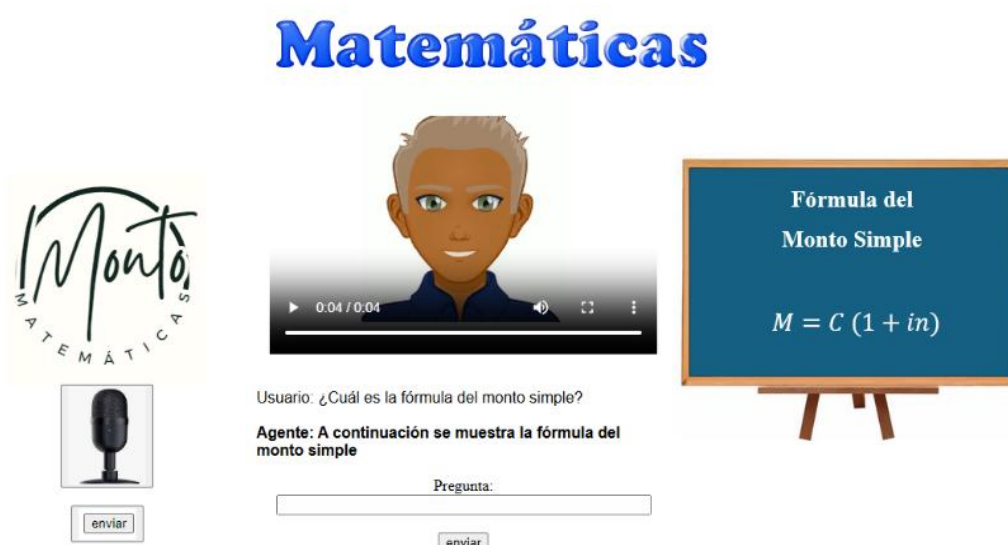 Matemáticas
Monto
MATEMÁTICAS
enviar
0:04 / 0:04
Usuario: ¿Cuál es la fórmula del monto simple?
Agente: A continuación se muestra la fórmula del
monto simple
Pregunta:
enviar
Fórmula del
Monto Simple
M = C (1 + in)